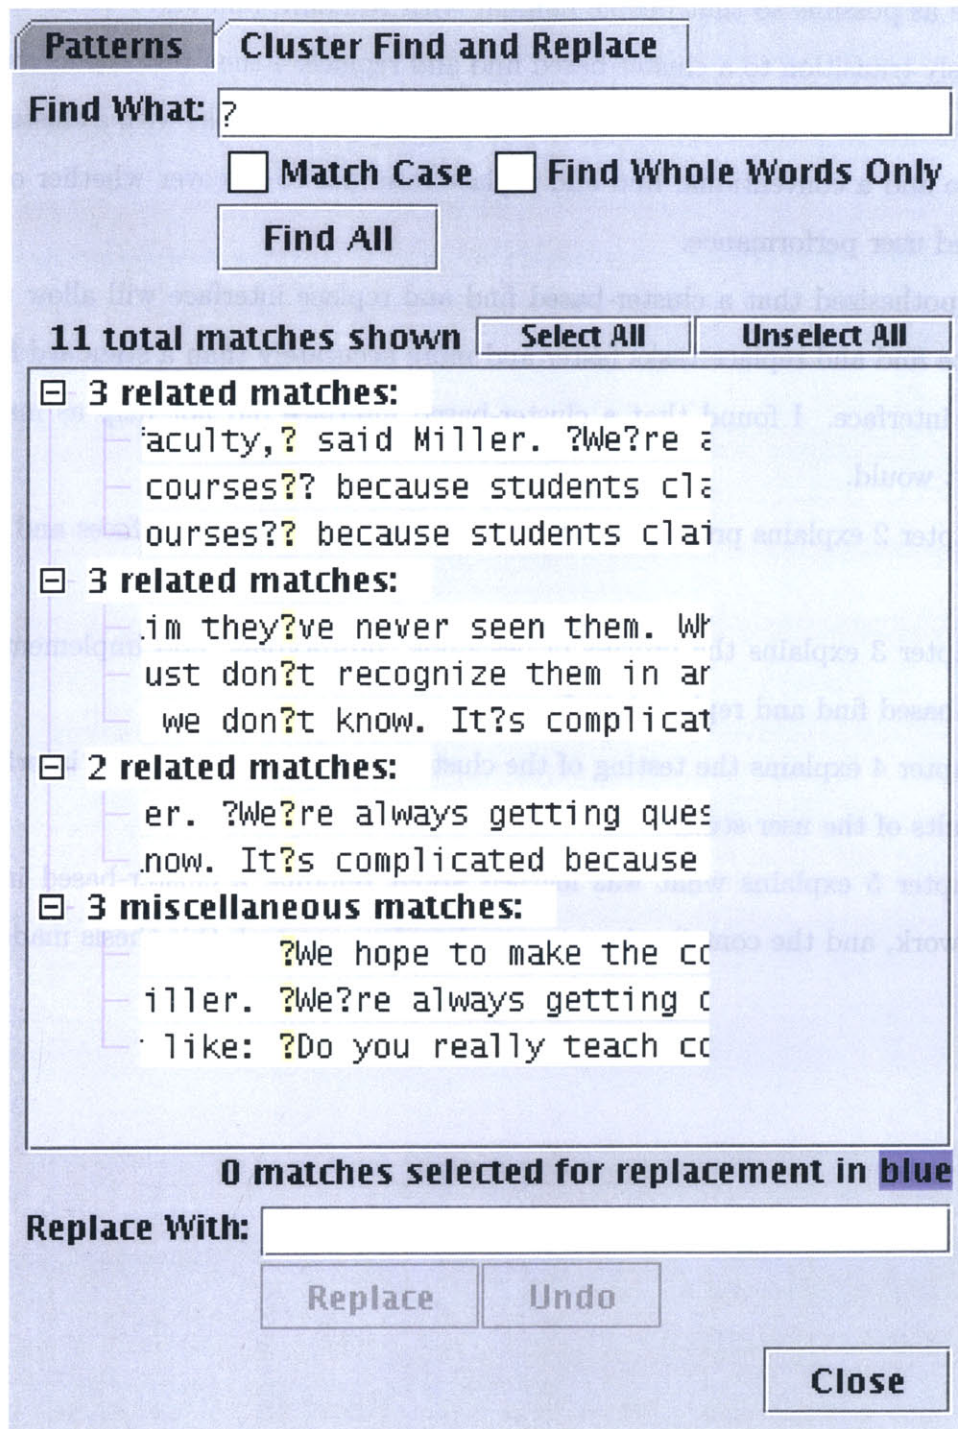 Patterns Cluster Find and Replace
Find What: ?
Match Case Find Whole Words Only
Find All
11 total matches shown Select All Unselect All
3 related matches:
aculty,? said Miller. ?We?re a
courses?? because students cla
ourses?? because students clai
3 related matches:
im they?ve never seen them. Wh
ust don?t recognize them in an
we don?t know. It?s complicat
2 related matches:
er. ?We?re always getting ques
now. It?s complicated because
3 miscellaneous matches:
?We hope to make the co
iller. ?We?re always getting q
like: ?Do you really teach co
0 matches selected for replacement in blue
Replace With:
Replace Undo
Close